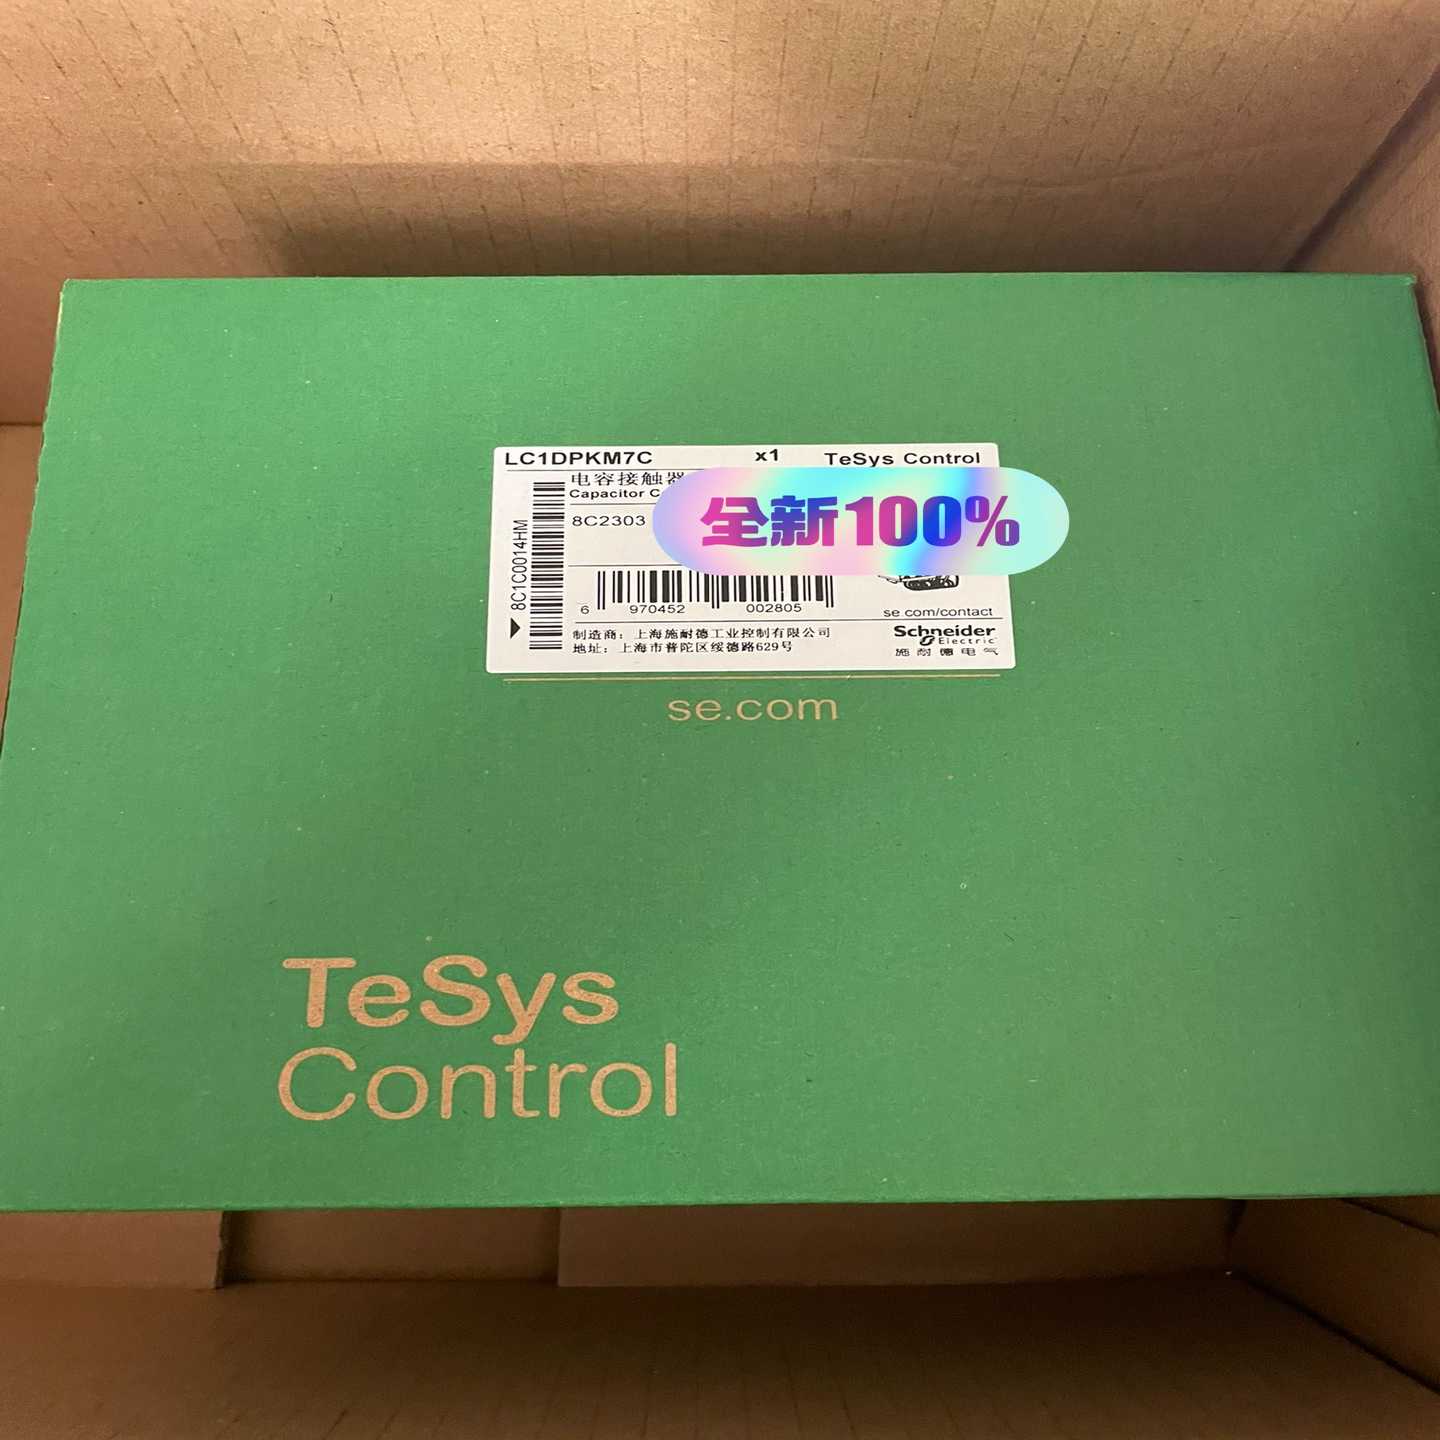 LC1DPKM7C x1 TeSys Control
电容接触器
Capacitor
8C2303
全新100%
8C1C0014HM
6 970452 002805
se.com/contact
制造商：上海施耐德工业控制有限公司
地址：上海市普陀区绥德路629号
Schneider
Electric
施耐德电气
se.com
TeSys
Control